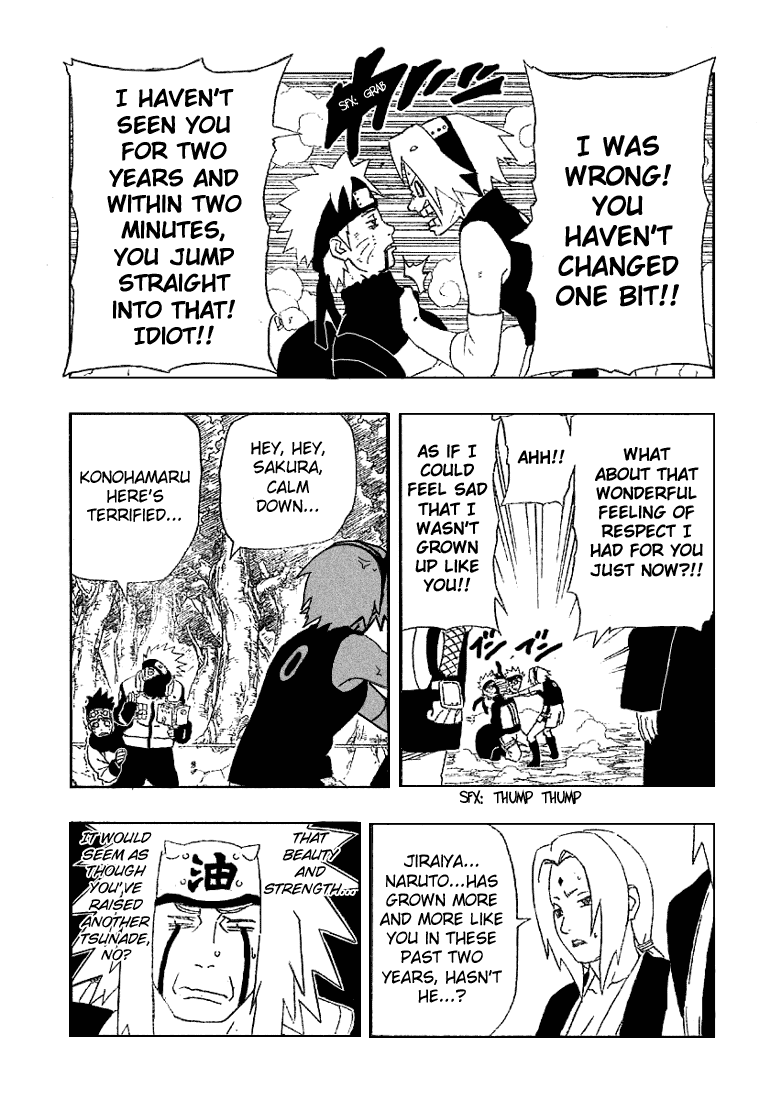 I WAS
WRONG!
YOU
HAVEN'T
CHANGED
ONE BIT!!
SFX: GRAB
I HAVEN'T
SEEN YOU
FOR TWO
YEARS AND
WITHIN TWO
MINUTES,
YOU JUMP
STRAIGHT
INTO THAT!
IDIOT!!
WHAT
ABOUT THAT
WONDERFUL
FEELING OF
RESPECT I
HAD FOR YOU
JUST NOW?!!
AHH!!
AS IF I
COULD
FEEL SAD
THAT I
WASN'T
GROWN
UP LIKE
YOU!!
SFX: THUMP THUMP
HEY, HEY,
SAKURA,
CALM
DOWN...
KONOHAMARU
HERE'S
TERRIFIED...
JIRAIYA...
NARUTO...HAS
GROWN MORE
AND MORE LIKE
YOU IN THESE
PAST TWO
YEARS, HASN'T
HE...?
THAT
BEAUTY
AND
STRENGTH...
油
IT WOULD
SEEM AS
THOUGH
YOU'VE
RAISED
ANOTHER
TSUNADE,
NO?